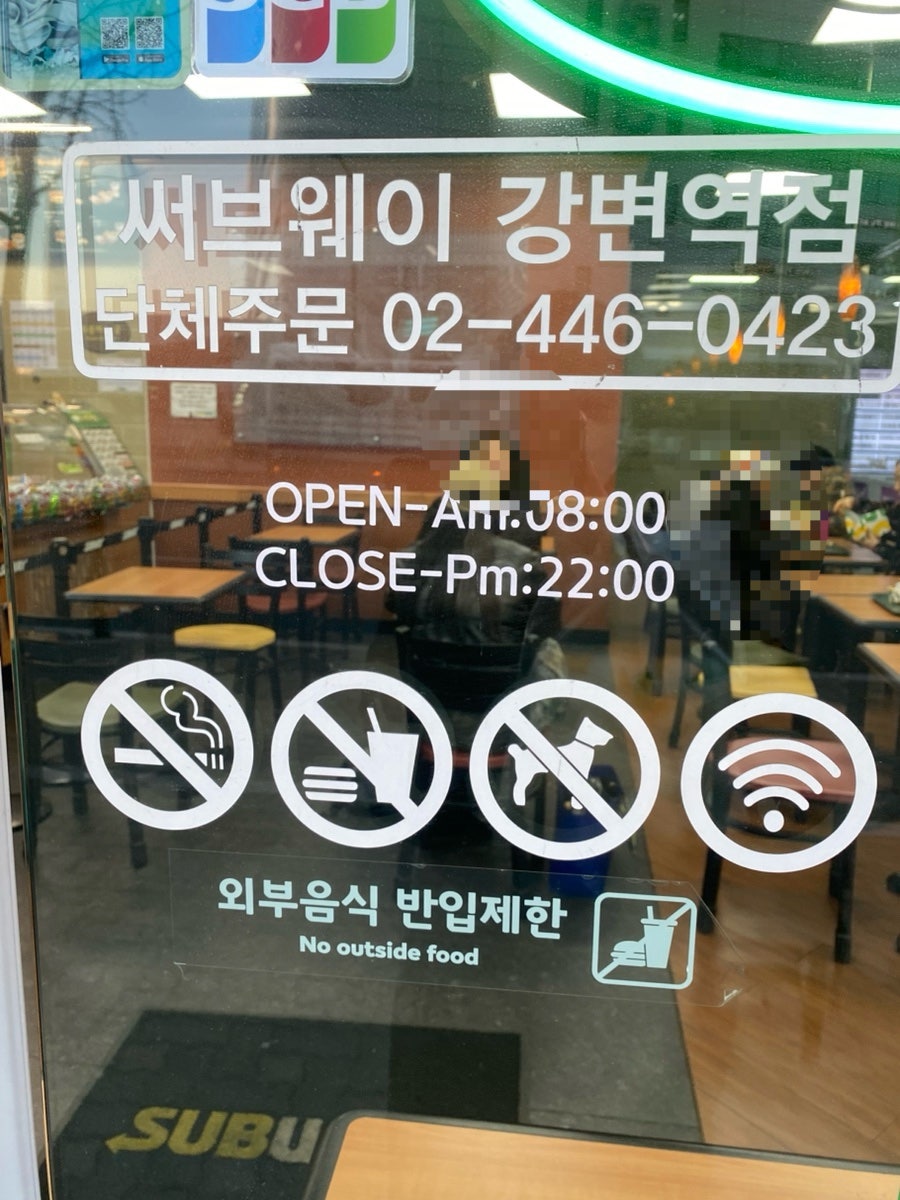 써브웨이 강변역점
단체주문 02-446-0423
OPEN-Am:08:00
CLOSE-Pm:22:00
외부음식 반입제한
No outside food
SUBU